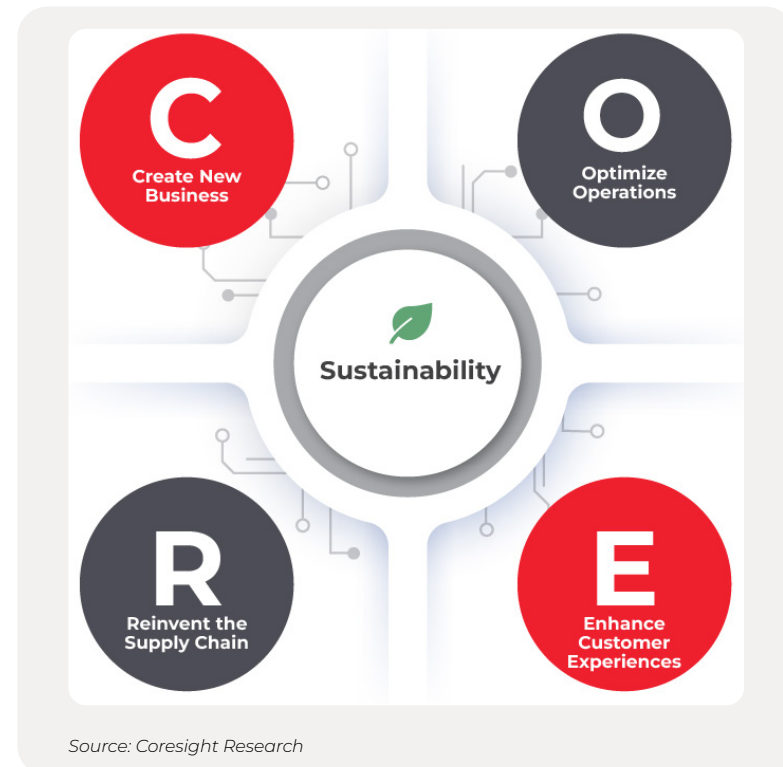 C
Create New
Business
O
Optimize
Operations
Sustainability
R
Reinvent the
Supply Chain
E
Enhance
Customer
Experiences
Source: Coresight Research